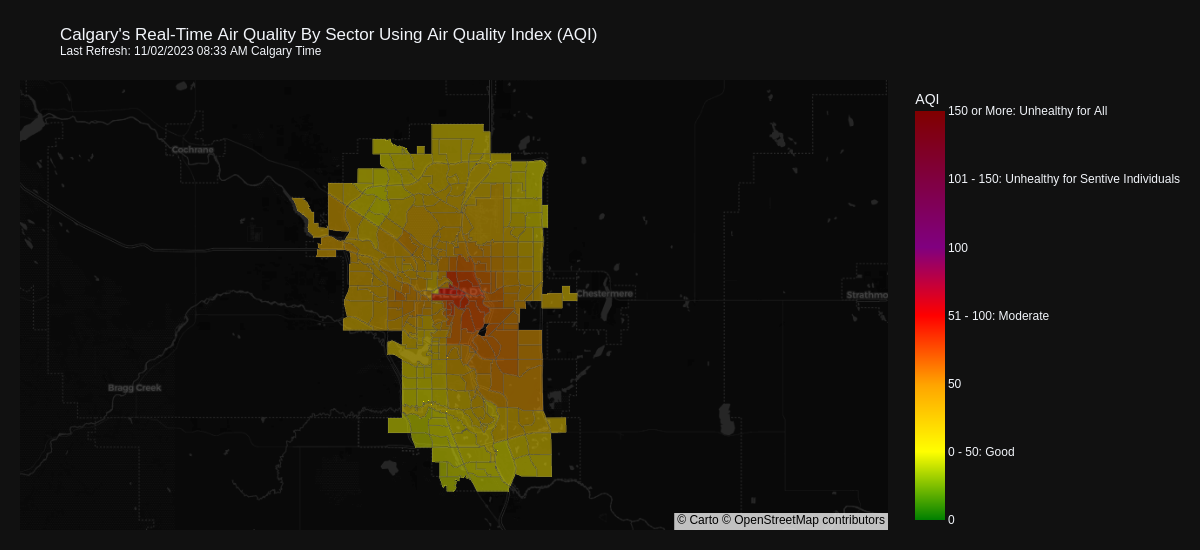 Calgary's Real-Time Air Quality By Sector Using Air Quality Index (AQI)
Last Refresh: 11/02/2023 08:33 AM Calgary Time
AQI
150 or More: Unhealthy for All
Cochrane
101 - 150: Unhealthy for Sentive Individuals
100
CALGARY
Chestermere
Strathmo
51 - 100: Moderate
50
Bragg Creek
0 - 50: Good
0
© Carto © OpenStreetMap contributors